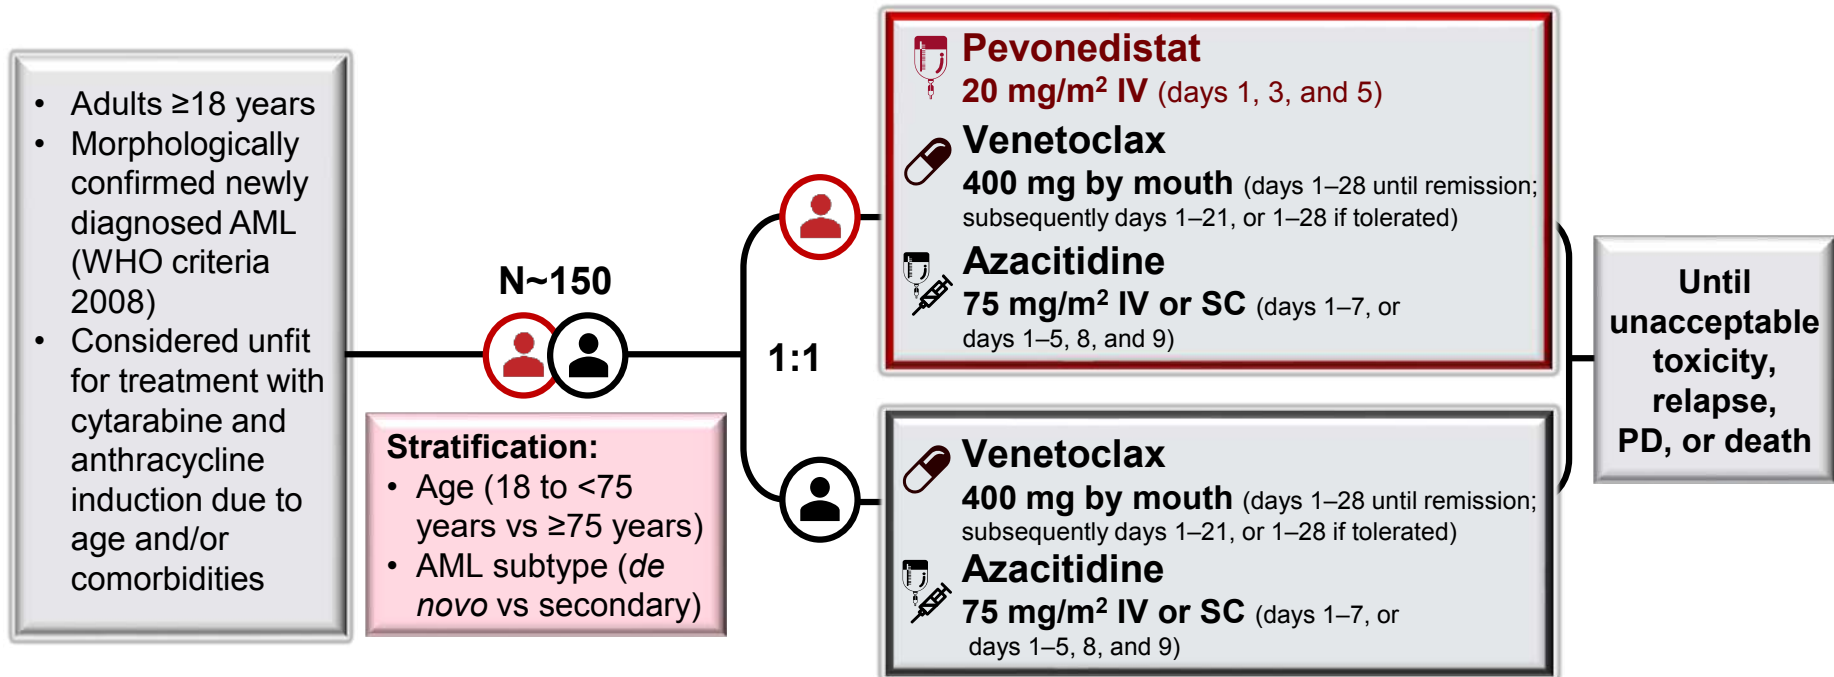 • Adults ≥18 years
• Morphologically
confirmed newly
diagnosed AML
(WHO criteria
2008)
• Considered unfit
for treatment with
cytarabine and
anthracycline
induction due to
age and/or
comorbidities
N~150
Stratification:
• Age (18 to <75
years vs ≥75 years)
• AML subtype (de
novo vs secondary)
1:1
Pevonedistat
20 mg/m² IV (days 1, 3, and 5)
Venetoclax
400 mg by mouth (days 1–28 until remission;
subsequently days 1–21, or 1–28 if tolerated)
Azacitidine
75 mg/m² IV or SC (days 1–7, or
days 1–5, 8, and 9)
Venetoclax
400 mg by mouth (days 1–28 until remission;
subsequently days 1–21, or 1–28 if tolerated)
Azacitidine
75 mg/m² IV or SC (days 1–7, or
days 1–5, 8, and 9)
Until
unacceptable
toxicity,
relapse,
PD, or death